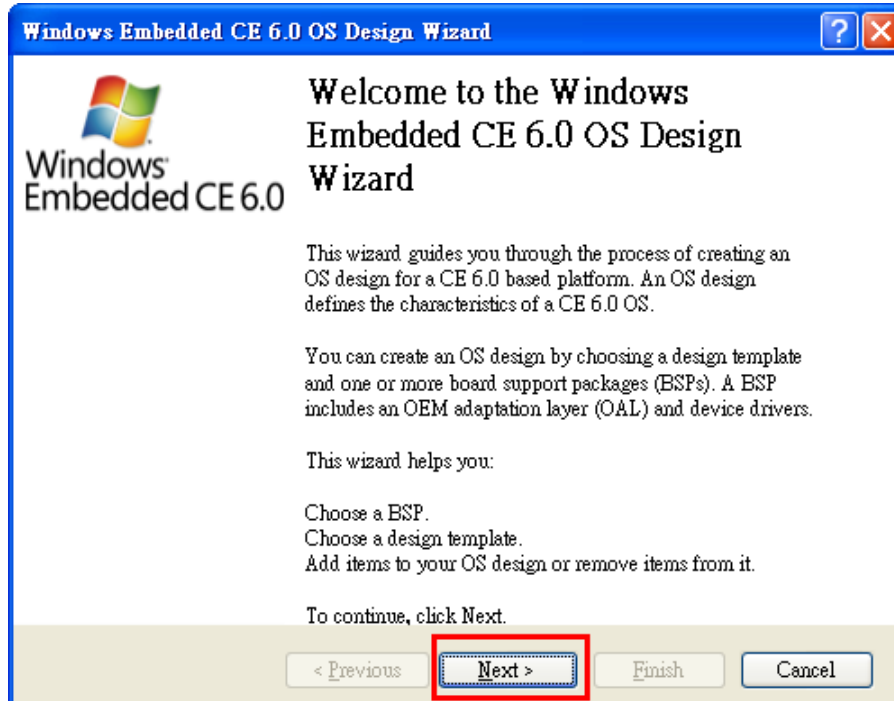 Windows Embedded CE 6.0 OS Design Wizard
?
Windows
Embedded CE 6.0
Welcome to the Windows
Embedded CE 6.0 OS Design
Wizard
This wizard guides you through the process of creating an
OS design for a CE 6.0 based platform. An OS design
defines the characteristics of a CE 6.0 OS.
You can create an OS design by choosing a design template
and one or more board support packages (BSPs). A BSP
includes an OEM adaptation layer (OAL) and device drivers.
This wizard helps you:
Choose a BSP.
Choose a design template.
Add items to your OS design or remove items from it.
To continue, click Next.
< Previous Next > Finish Cancel